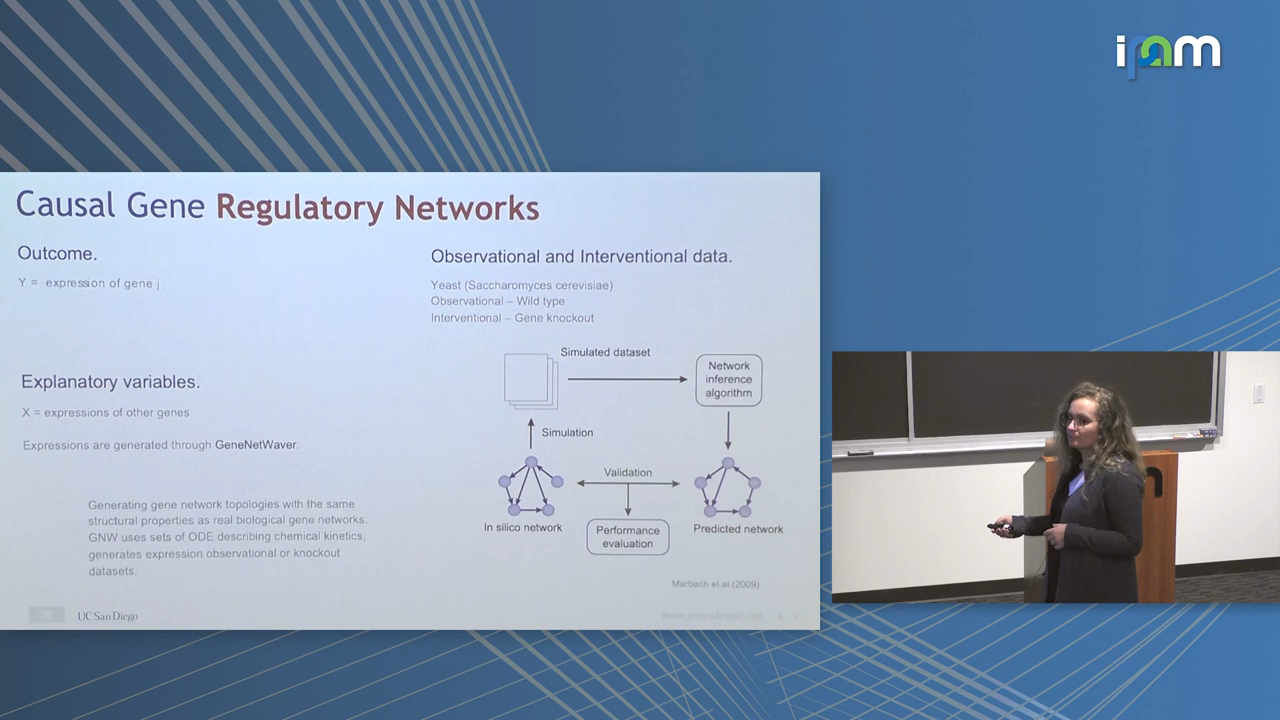 ipam
Causal Gene Regulatory Networks
Outcome.
Y = expression of gene j
Explanatory variables.
X = expressions of other genes
Expressions are generated through GeneNetWaver.
Generating gene network topologies with the same
structural properties as real biological gene networks.
GNW uses sets of ODE describing chemical kinetics,
generates expression observational or knockout
datasets.
Observational and Interventional data.
Yeast (Saccharomyces cerevisiae)
Observational – Wild type
Interventional – Gene knockout
Simulated dataset
Network
inference
algorithm
Simulation
Validation
In silico network
Performance
evaluation
Predicted network
Marbach et al.(2009)
UC San Diego